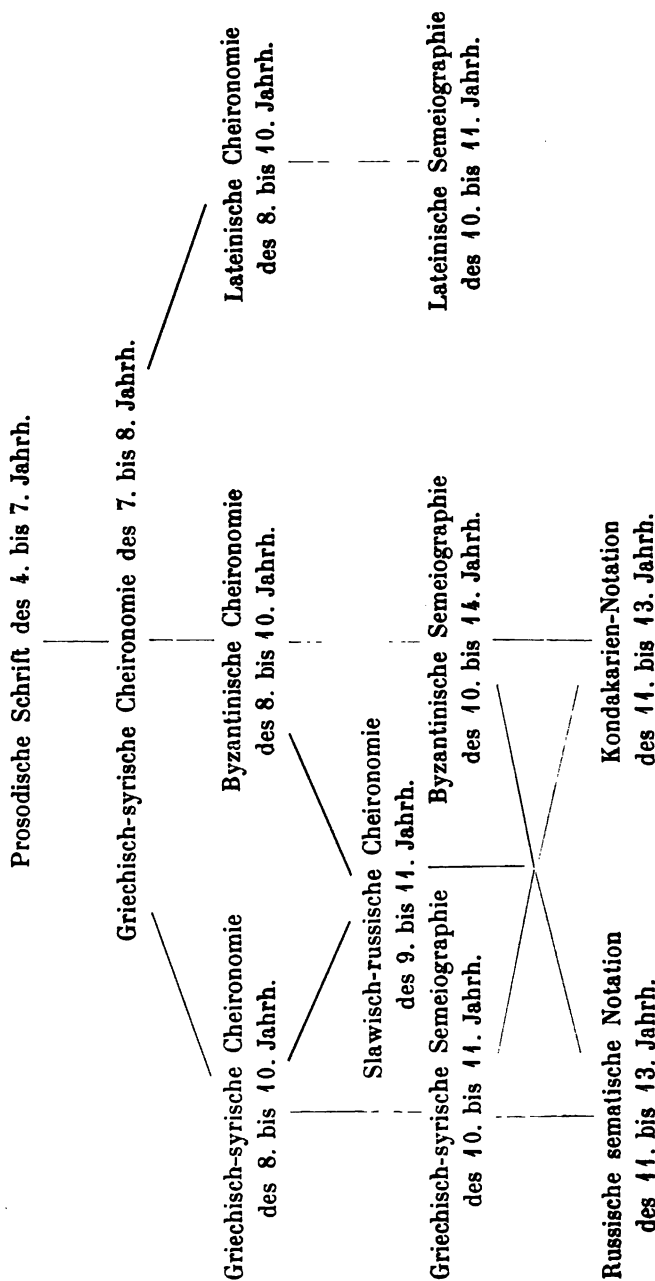 Prosodische Schrift des 4. bis 7. Jahrh.
Griechisch-syrische Cheironomie des 7. bis 8. Jahrh.
Griechisch-syrische Cheironomie
des 8. bis 10. Jahrh.
Byzantinische Cheironomie
des 8. bis 10. Jahrh.
Lateinische Cheironomie
des 8. bis 10. Jahrh.
Slawisch-russische Cheironomie
des 9. bis 11. Jahrh.
Griechisch-syrische Semeiographie
des 10. bis 11. Jahrh.
Byzantinische Semeiographie
des 10. bis 14. Jahrh.
Lateinische Semeiographie
des 10. bis 11. Jahrh.
Russische sematische Notation
des 11. bis 13. Jahrh.
Kondakarien-Notation
des 11. bis 13. Jahrh.